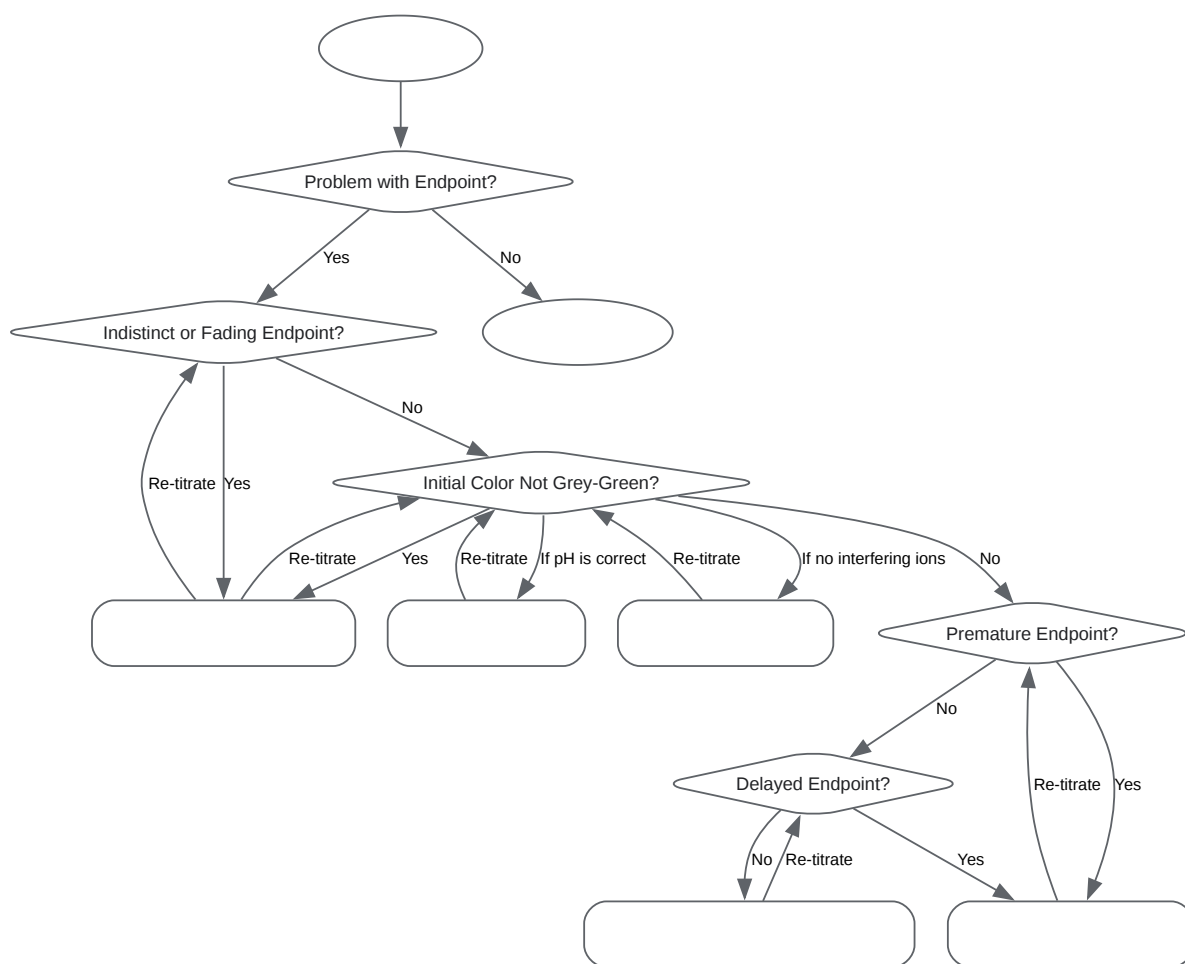 Problem with Endpoint?
Yes
No
Indistinct or Fading Endpoint?
No
Re-titrate
Yes
Initial Color Not Grey-Green?
Re-titrate
Yes
Re-titrate
If pH is correct
Re-titrate
If no interfering ions
No
Premature Endpoint?
No
Delayed Endpoint?
Re-titrate
Yes
No
Re-titrate
Yes